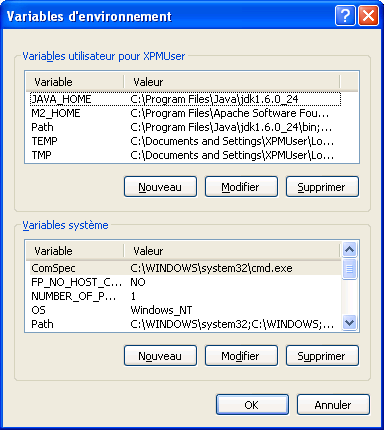 Variables d'environnement
Variables utilisateur pour XPMUser
Variable Valeur
JAVA_HOME C:\Program Files\Java\jdk1.6.0_24
M2_HOME C:\Program Files\Apache Software Fou...
Path C:\Program Files\Java\jdk1.6.0_24\bin;...
TEMP C:\Documents and Settings\XPMUser\Lo...
TMP C:\Documents and Settings\XPMUser\Lo...
Nouveau Modifier Supprimer
Variables système
Variable Valeur
ComSpec C:\WINDOWS\system32\cmd.exe
FP_NO_HOST_C... NO
NUMBER_OF_P... 1
OS Windows_NT
Path C:\WINDOWS\system32;C:\WINDOWS;...
Nouveau Modifier Supprimer
OK Annuler